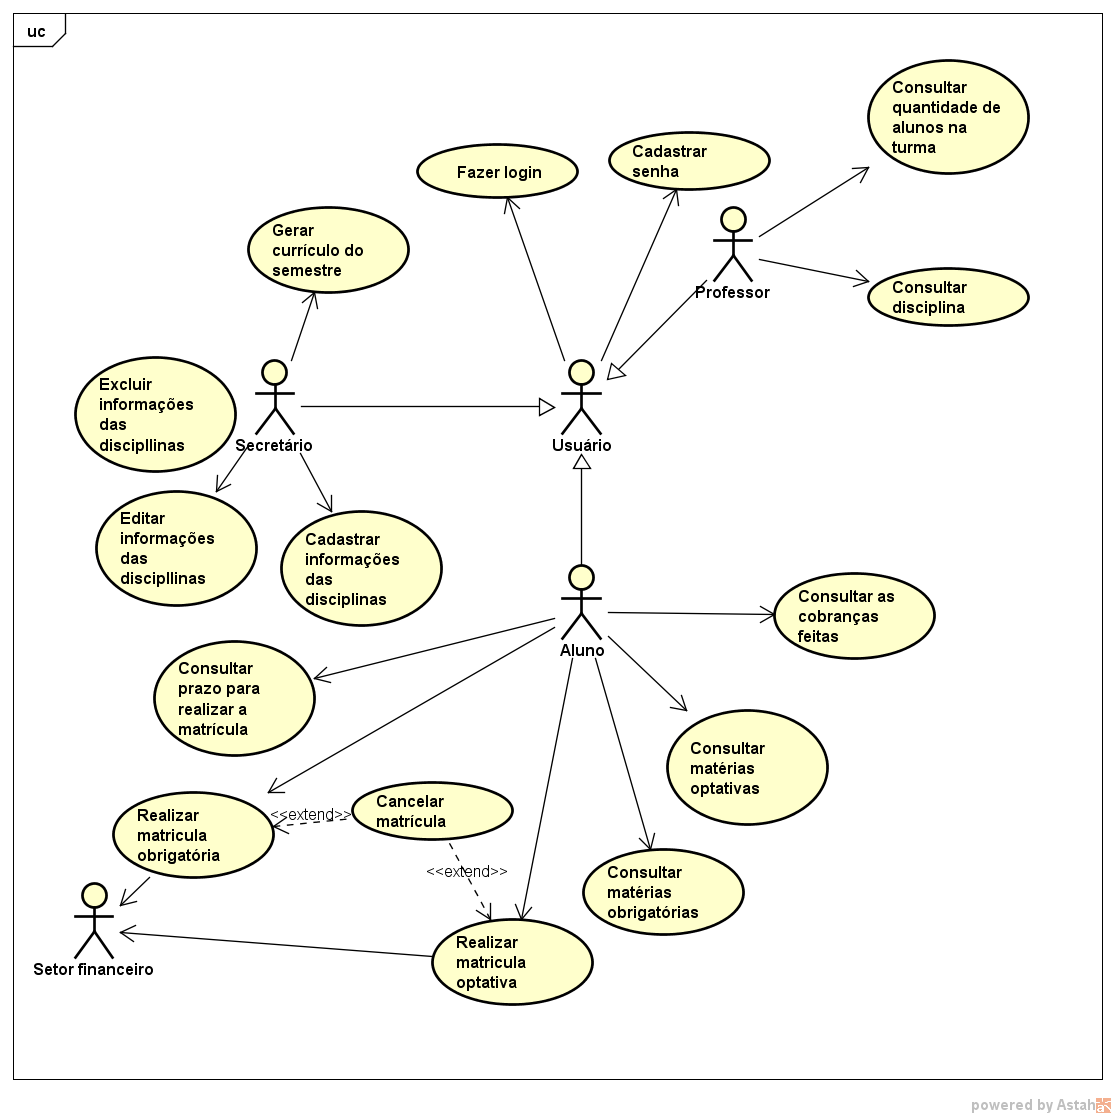 uc
Consultar
quantidade de
alunos na
turma
Fazer login
Cadastrar
senha
Gerar
currículo do
semestre
Professor
Consultar
disciplina
Excluir
informações
das
discipllinas
Secretário
Usuário
Editar
informações
das
discipllinas
Cadastrar
informações
das
disciplinas
Consultar as
cobranças
feitas
Aluno
Consultar
prazo para
realizar a
matrícula
Consultar
matérias
optativas
Realizar
matricula
obrigatória
<<extend>>
Cancelar
matrícula
<<extend>>
Consultar
matérias
obrigatórias
Setor financeiro
Realizar
matricula
optativa
powered by Astah